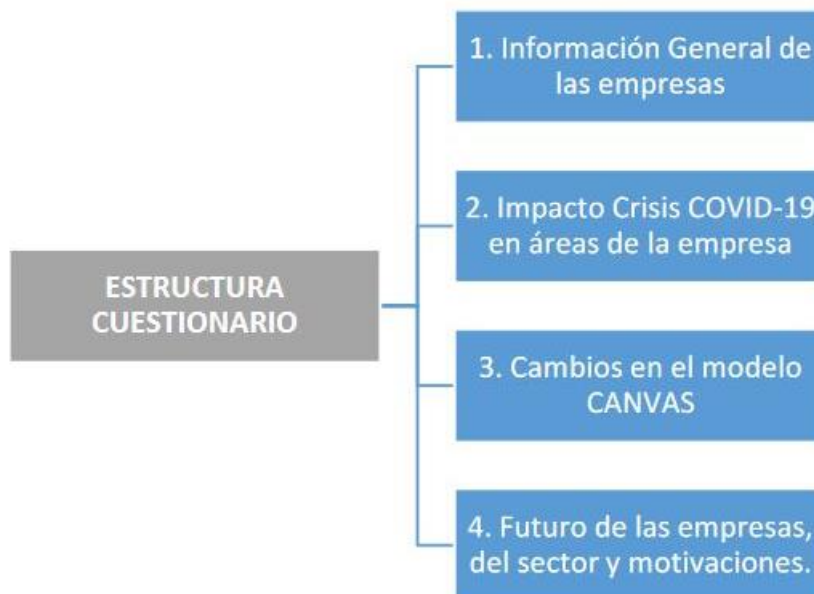 ESTRUCTURA
CUESTIONARIO
1. Información General de
las empresas
2. Impacto Crisis COVID-19
en áreas de la empresa
3. Cambios en el modelo
CANVAS
4. Futuro de las empresas,
del sector y motivaciones.